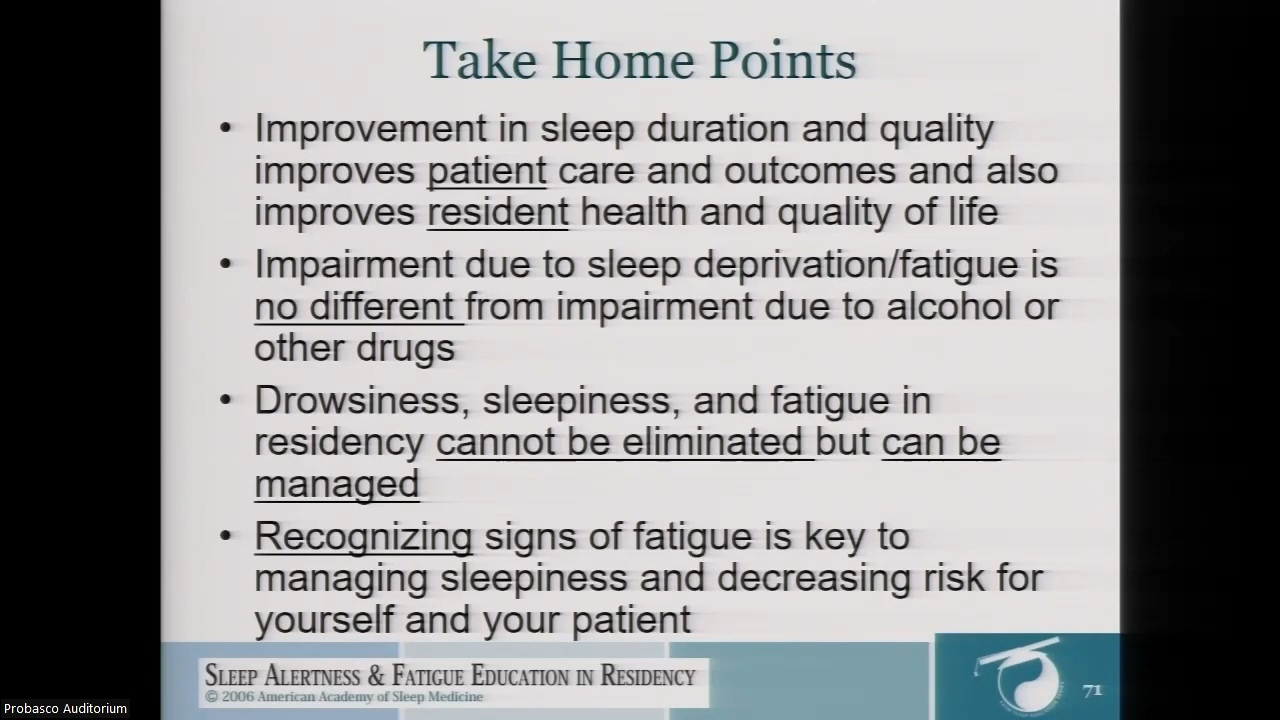 Take Home Points
• Improvement in sleep duration and quality
improves patient care and outcomes and also
improves resident health and quality of life
• Impairment due to sleep deprivation/fatigue is
no different from impairment due to alcohol or
other drugs
• Drowsiness, sleepiness, and fatigue in
residency cannot be eliminated but can be
managed
• Recognizing signs of fatigue is key to
managing sleepiness and decreasing risk for
yourself and your patient
SLEEP ALERTNESS & FATIGUE EDUCATION IN RESIDENCY
© 2006 American Academy of Sleep Medicine
71
Probasco Auditorium